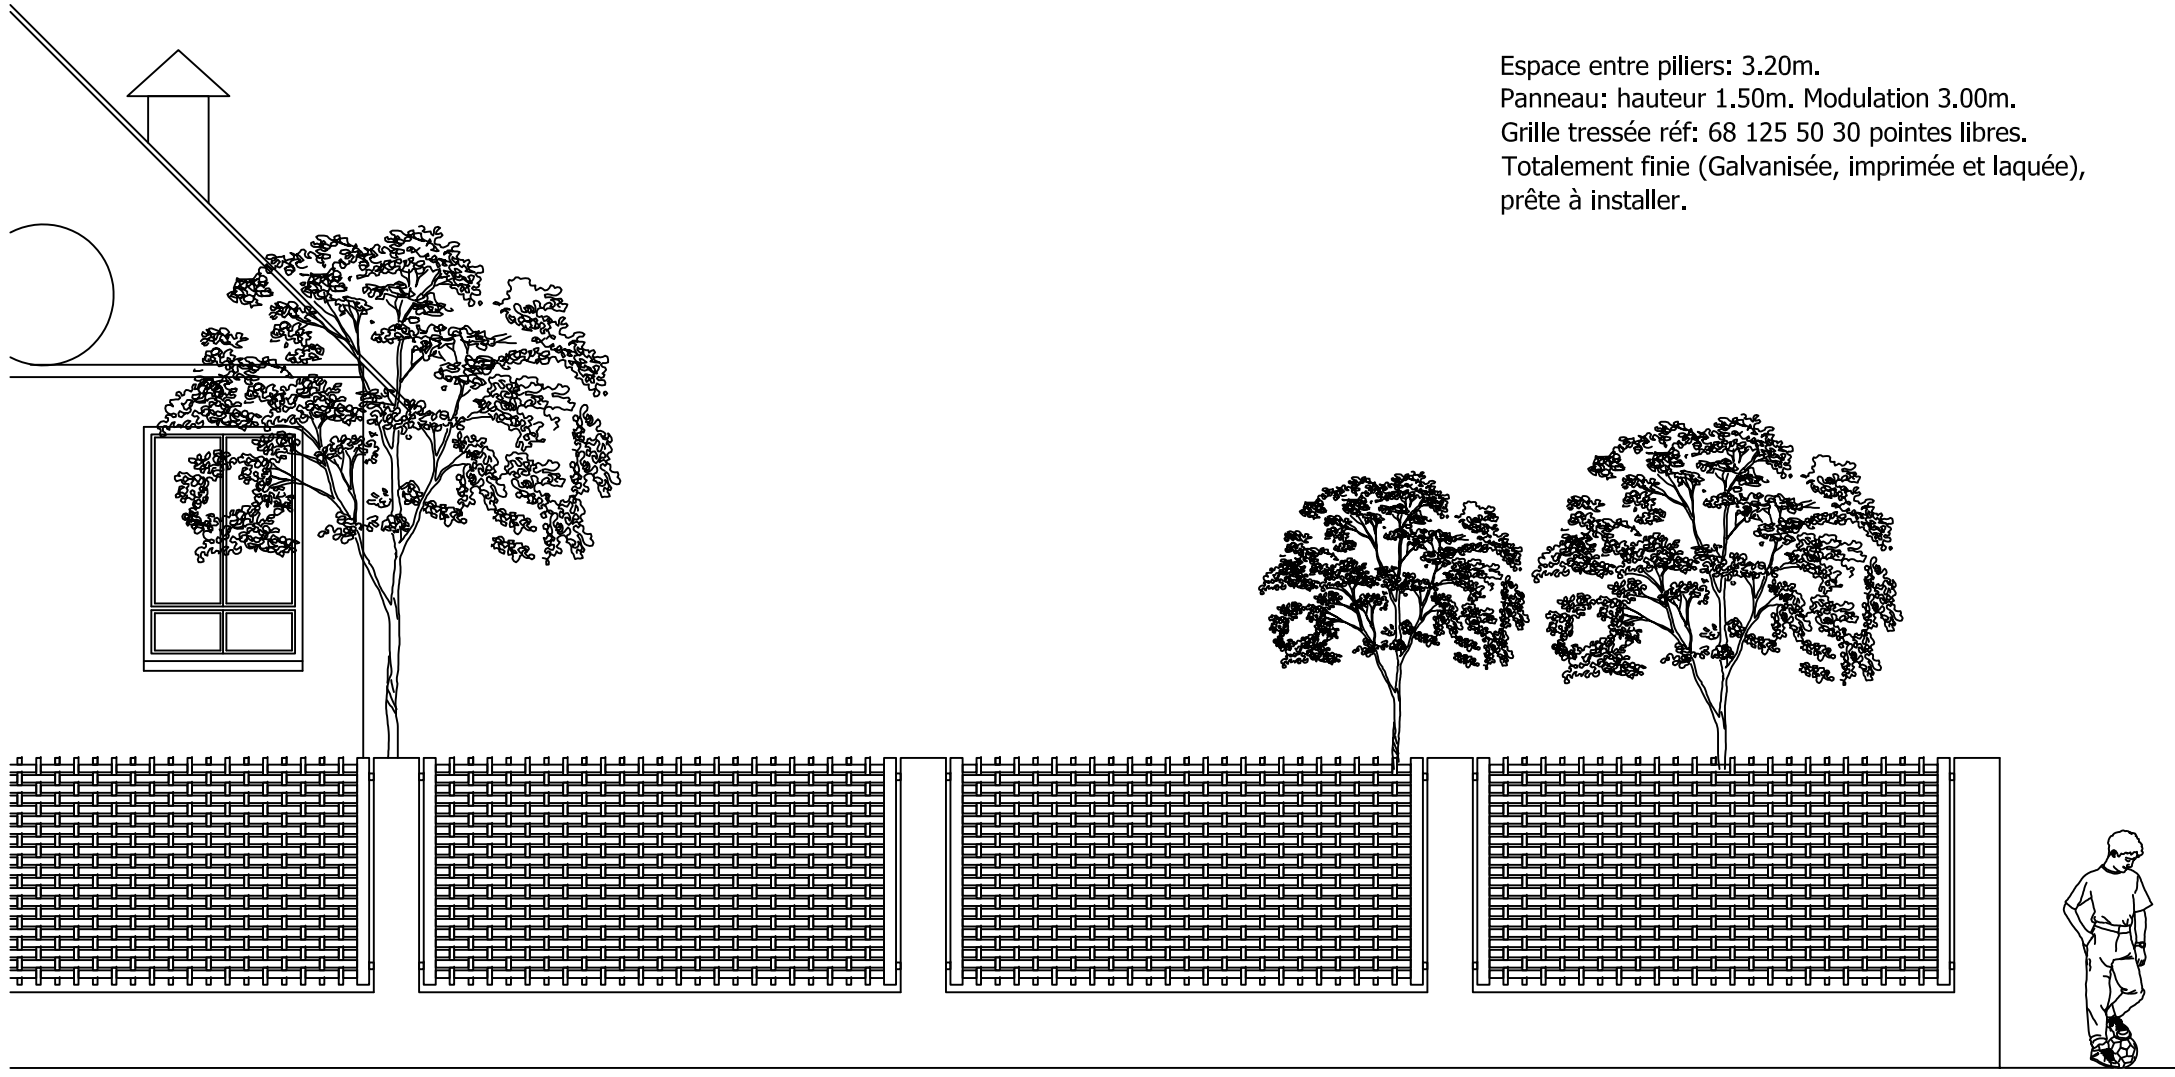 Espace entre piliers: 3.20m.
Panneau: hauteur 1.50m. Modulation 3.00m.
Grille tressée réf: 68 125 50 30 pointes libres.
Totalement finie (Galvanisée, imprimée et laquée),
prête à installer.